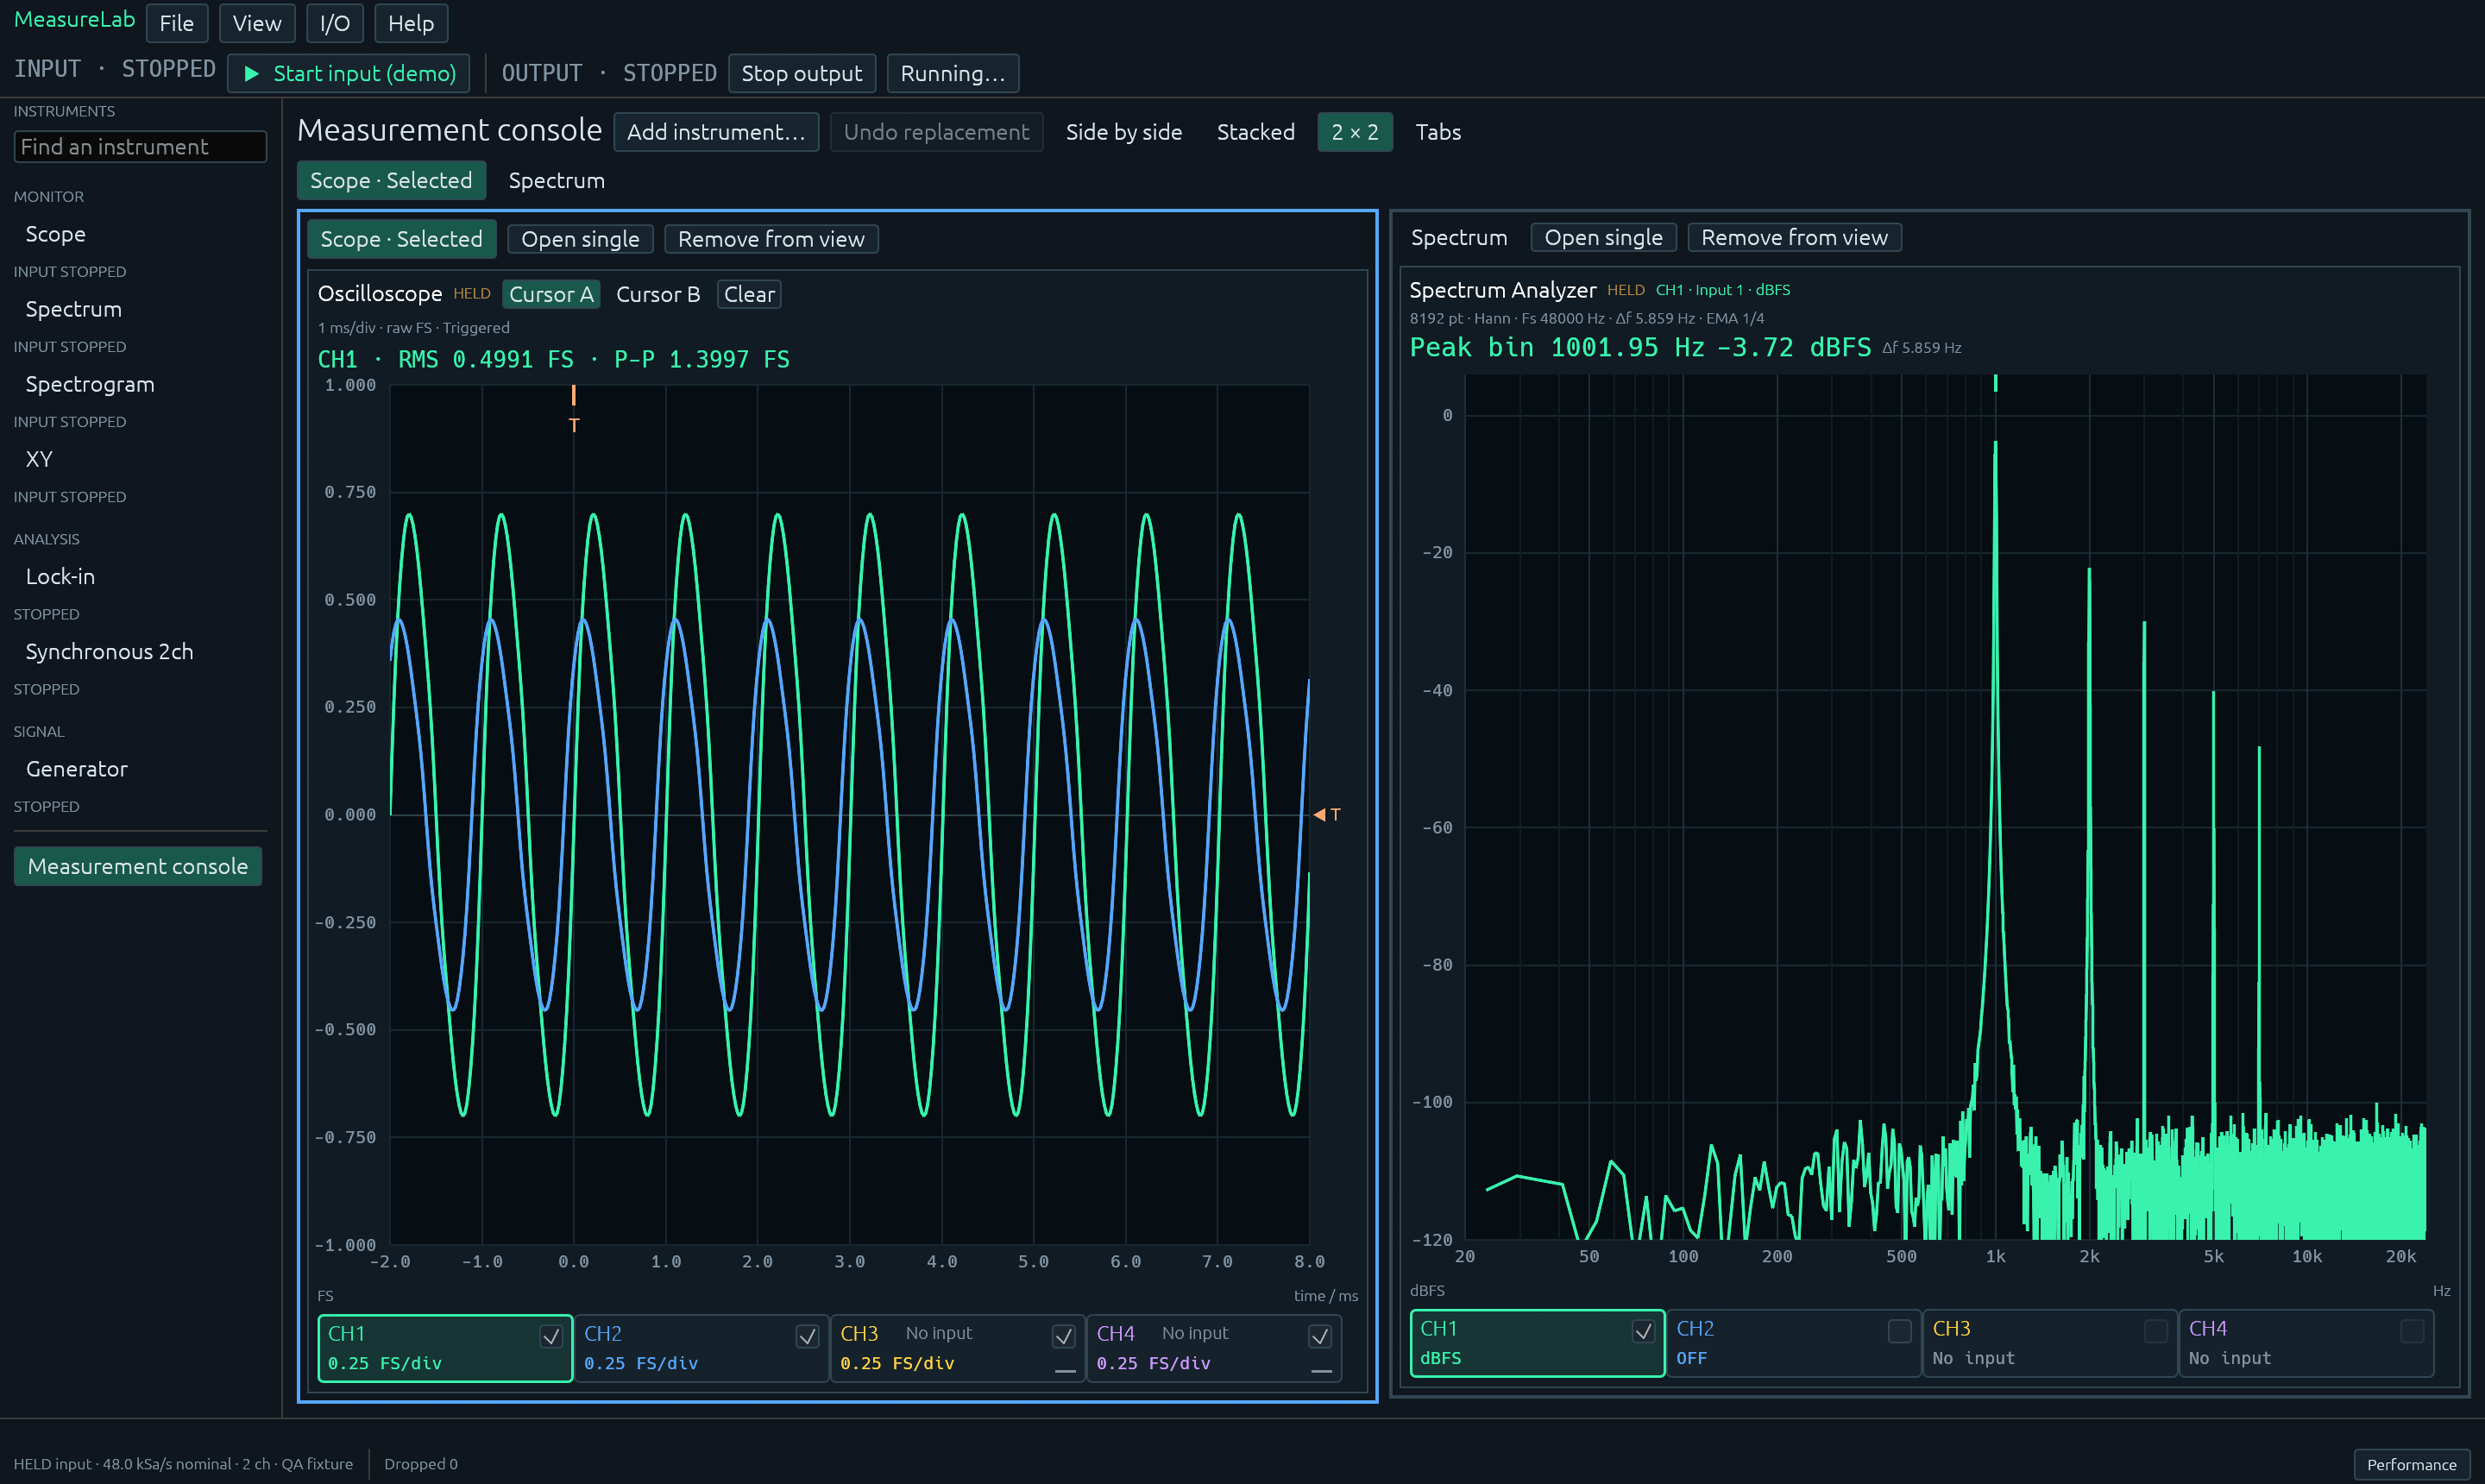 MeasureLab File View I/O Help
INPUT · STOPPED ▶ Start input (demo) OUTPUT · STOPPED Stop output Running…
INSTRUMENTS
Find an instrument
MONITOR
Scope
INPUT STOPPED
Spectrum
INPUT STOPPED
Spectrogram
INPUT STOPPED
XY
INPUT STOPPED
ANALYSIS
Lock-in
STOPPED
Synchronous 2ch
STOPPED
SIGNAL
Generator
STOPPED
Measurement console
Measurement console Add instrument… Undo replacement Side by side Stacked 2 × 2 Tabs
Scope · Selected Spectrum
Scope · Selected Open single Remove from view
Oscilloscope HELD Cursor A Cursor B Clear
1 ms/div · raw FS · Triggered
CH1 · RMS 0.4991 FS · P-P 1.3997 FS
1.000
T
0.750
0.500
0.250
0.000
◀ T
-0.250
-0.500
-0.750
-1.000
-2.0 -1.0 0.0 1.0 2.0 3.0 4.0 5.0 6.0 7.0 8.0
FS time / ms
CH1
0.25 FS/div
CH2
0.25 FS/div
CH3 No input
0.25 FS/div
CH4 No input
0.25 FS/div
Spectrum Open single Remove from view
Spectrum Analyzer HELD CH1 · Input 1 · dBFS
8192 pt · Hann · Fs 48000 Hz · Δf 5.859 Hz · EMA 1/4
Peak bin 1001.95 Hz -3.72 dBFS Δf 5.859 Hz
0
-20
-40
-60
-80
-100
-120
20 50 100 200 500 1k 2k 5k 10k 20k
dBFS Hz
CH1
dBFS
CH2
OFF
CH3
No input
CH4
No input
HELD input · 48.0 kSa/s nominal · 2 ch · QA fixture Dropped 0 Performance